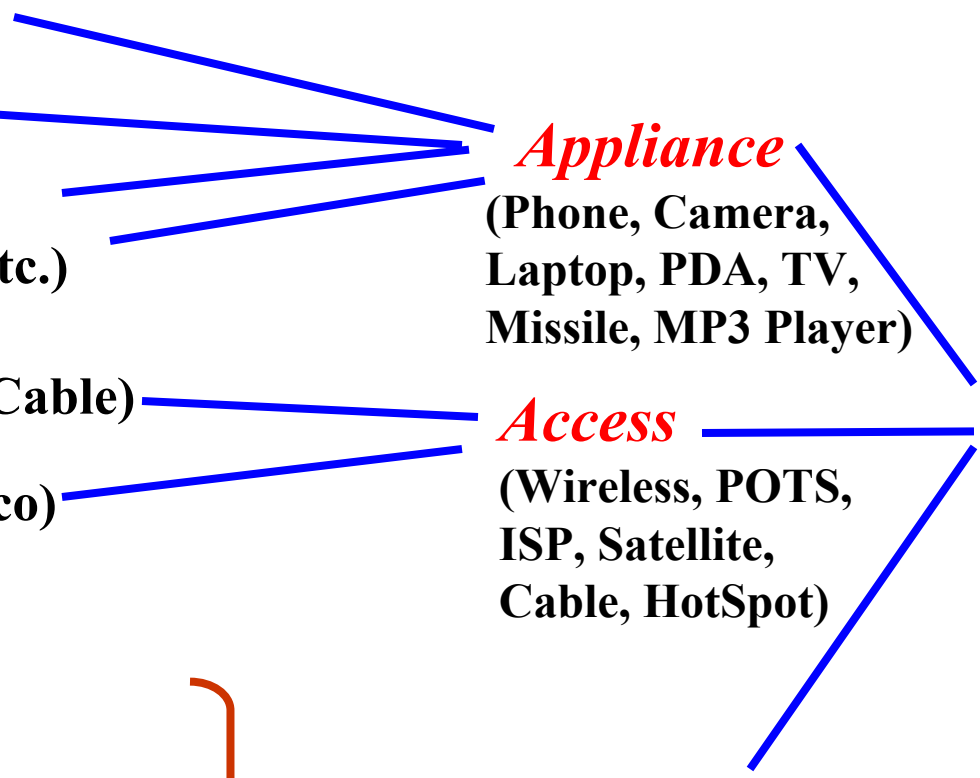 Appliance
(Phone, Camera,
Laptop, PDA, TV,
Missile, MP3 Player)
tc.)
Cable)
co)
Access
(Wireless, POTS,
ISP, Satellite,
Cable, HotSpot)